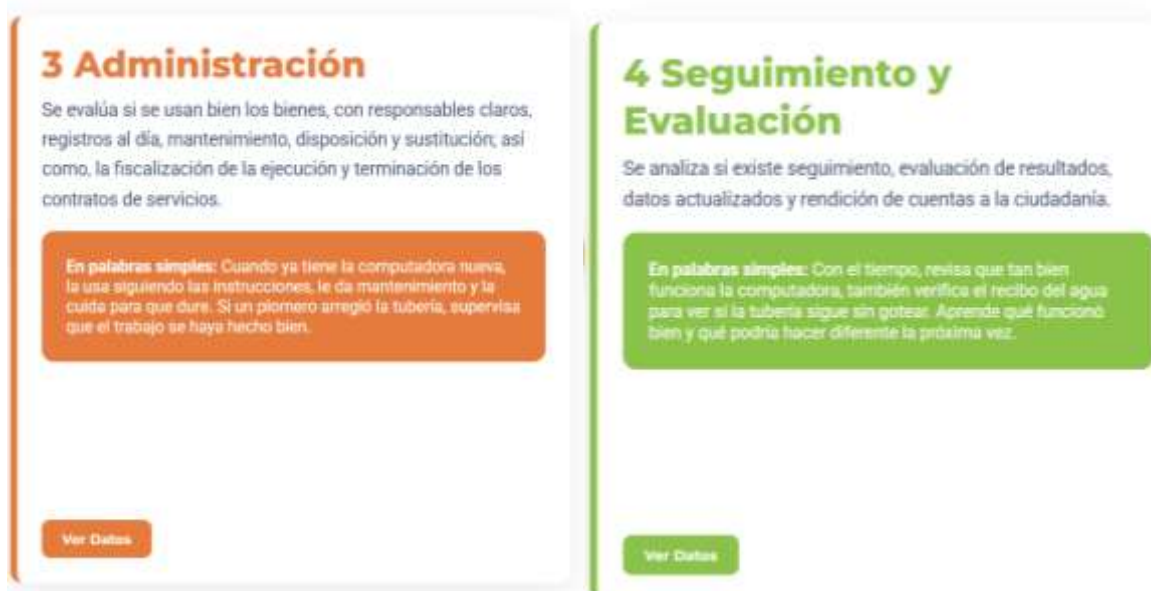 3 Administración
Se evalúa si se usan bien los bienes, con responsables claros,
registros al día, mantenimiento, disposición y sustitución; así
como, la fiscalización de la ejecución y terminación de los
contratos de servicios.
En palabras simples: Cuando ya tiene la computadora nueva,
la usa siguiendo las instrucciones, le da mantenimiento y la
cuida para que dure. Si un plomero arregló la tubería, supervisa
que el trabajo se haya hecho bien.
Ver Datos
4 Seguimiento y
Evaluación
Se analiza si existe seguimiento, evaluación de resultados,
datos actualizados y rendición de cuentas a la ciudadanía.
En palabras simples: Con el tiempo, revisa que tan bien
funciona la computadora, también verifica el recibo del agua
para ver si la tubería sigue sin gotear. Aprende qué funcionó
bien y qué podría hacer diferente la próxima vez.
Ver Datos